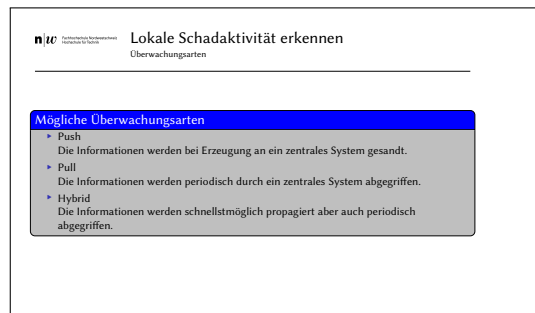 n|w Fachhochschule Nordwestschweiz
Hochschule für Technik
Lokale Schadaktivität erkennen
Überwachungsarten
Mögliche Überwachungsarten
Push
Die Informationen werden bei Erzeugung an ein zentrales System gesandt.
Pull
Die Informationen werden periodisch durch ein zentrales System abgegriffen.
Hybrid
Die Informationen werden schnellstmöglich propagiert aber auch periodisch
abgegriffen.